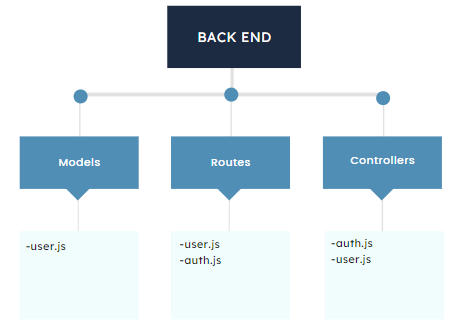 BACK END
Models
Routes
Controllers
-user.js
-user.js
-auth.js
-auth.js
-user.js